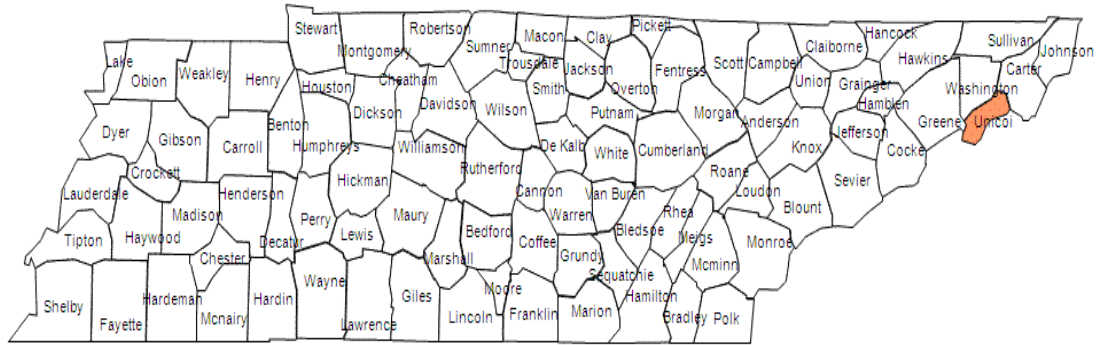 Stewart
Montgomery
Robertson
Sumner
Macon
Clay
Pickett
Hancock
Sullivan
Johnson
Lake
Obion
Weakley
Henry
Houston
Cheatham
Trousdale
Jackson
Overton
Fentress
Scott
Campbell
Claiborne
Union
Grainger
Hawkins
Hamblen
Washington
Carter
Unicoi
Greene
Dyer
Gibson
Carroll
Benton
Humphreys
Dickson
Davidson
Wilson
Smith
Putnam
Morgan
Anderson
Knox
Jefferson
Cocke
Sevier
Crockett
Lauderdale
Madison
Henderson
Hickman
Williamson
Rutherford
De Kalb
Cannon
White
Cumberland
Roane
Loudon
Blount
Tipton
Haywood
Chester
Decatur
Perry
Lewis
Maury
Marshall
Bedford
Coffee
Warren
Van Buren
Bledsoe
Rhea
Meigs
Mcminn
Monroe
Shelby
Fayette
Hardeman
Mcnairy
Hardin
Wayne
Lawrence
Giles
Lincoln
Moore
Franklin
Grundy
Marion
Sequatchie
Hamilton
Bradley
Polk